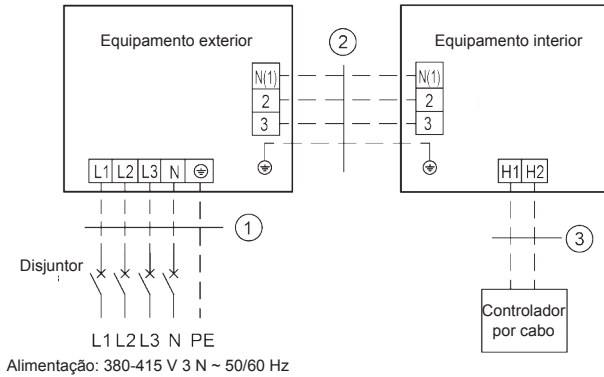 Equipamento exterior
2
Equipamento interior
N(1)
2
3
N(1)
2
3
L1 L2 L3 N
H1 H2
1
3
Disjuntor
Controlador
por cabo
L1 L2 L3 N PE
Alimentação: 380-415 V 3 N ~ 50/60 Hz